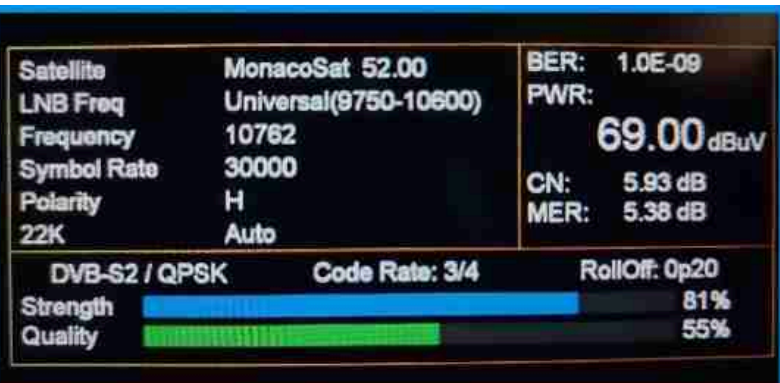 Satellite MonacoSat 52.00
LNB Freq Universal(9750-10600)
Frequency 10762
Symbol Rate 30000
Polarity H
22K Auto
BER: 1.0E-09
PWR:
69.00 dBuV
CN: 5.93 dB
MER: 5.38 dB
DVB-S2 / QPSK Code Rate: 3/4 RollOff: 0p20
Strength 81%
Quality 55%